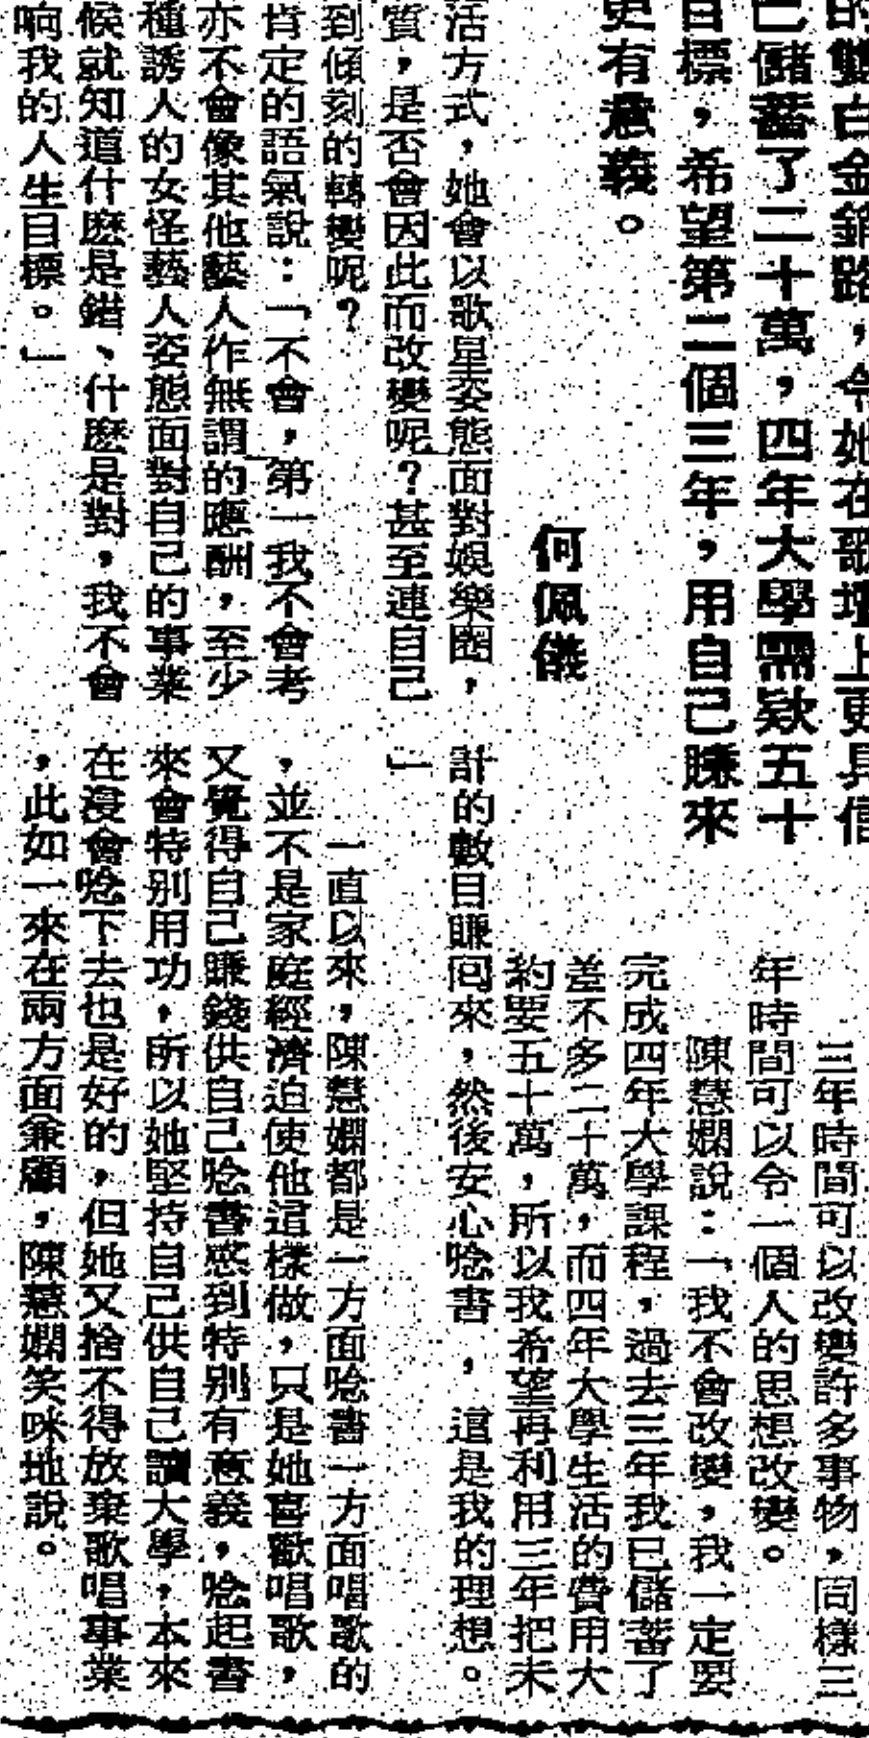 的雙白金銷路，令她在歌壇上更具信
已儲蓄了二十萬，四年大學需欵五十
目標，希望第二個三年，用自己賺來
更有意義。
何佩儀
活方式，她會以歌星姿態面對娛樂圈，
質，是否會因此而改變呢？甚至連自己
到傾刻的轉變呢？
肯定的語氣說：「不會，第一我不會考
亦不會像其他藝人作無謂的應酬，至少
種誘人的女怪藝人姿態面對自己的事業
候就知道什麽是錯、什麽是對，我不會
响我的人生目標。」
三年時間可以改變許多事物，同樣三
年時間可以令一個人的思想改變。
陳慧嫻說：「我不會改變，我一定要
完成四年大學課程，過去三年我已儲蓄了
差不多二十萬，而四年大學生活的費用大
約要五十萬，所以我希望再利用三年把未
計的數目賺回來，然後安心唸書，這是我的理想。
」
一直以來，陳慧嫻都是一方面唸書一方面唱歌的
，並不是家庭經濟迫使他這樣做，只是她喜歡唱歌，
又覺得自己賺錢供自己唸書感到特別有意義，唸起書
來會特別用功，所以她堅持自己供自己讀大學，本來
在浸會唸下去也是好的，但她又捨不得放棄歌唱事業
，此如一來在兩方面兼顧，陳慧嫻笑咪地說。